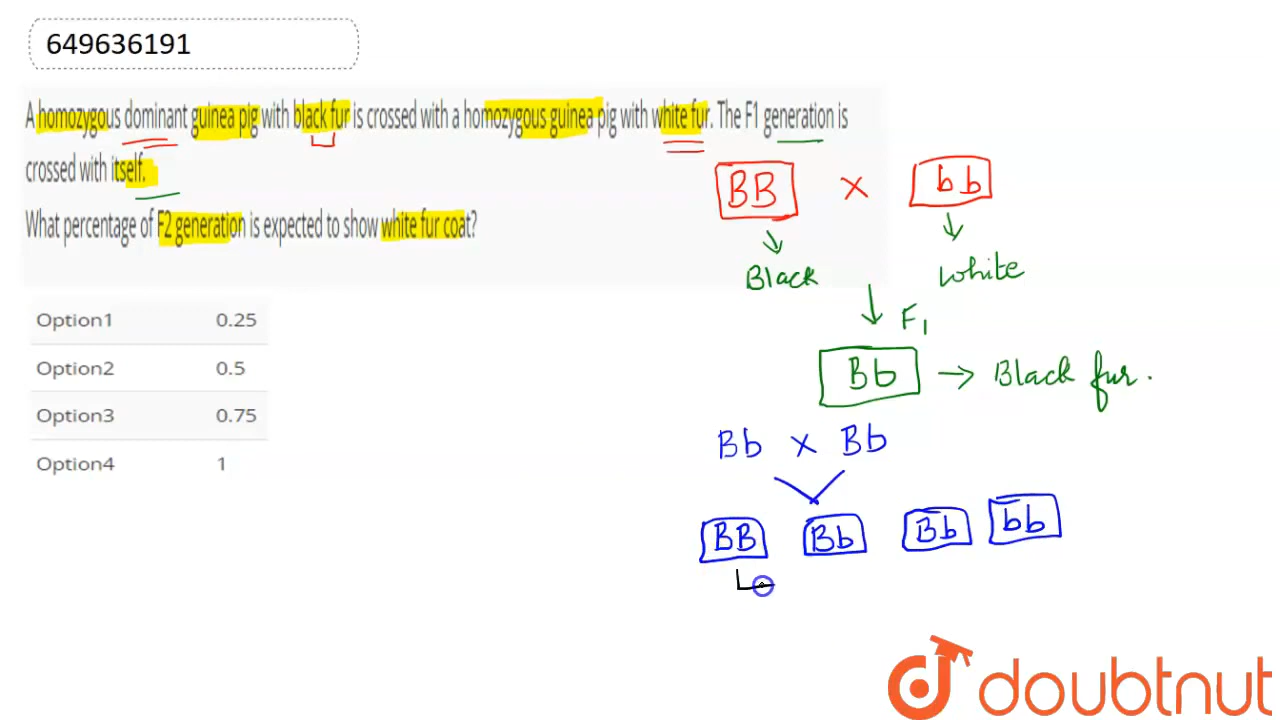 649636191
A homozygous dominant guinea pig with black fur is crossed with a homozygous guinea pig with white fur. The F1 generation is
crossed with itself.
What percentage of F2 generation is expected to show white fur coat?
Option1 0.25
Option2 0.5
Option3 0.75
Option4 1
BB x bb
Black White
F1
Bb → Black fur.
Bb x Bb
BB Bb Bb bb
doubtnut